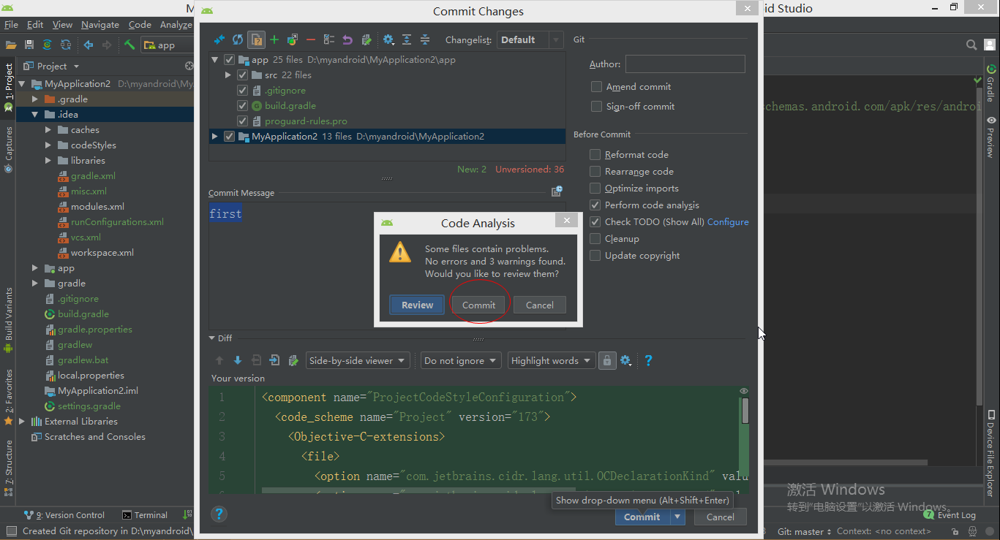 M
Commit Changes
oid Studio
File Edit View Navigate Code Analyze
app
Changelist: Default
Git
1: Project
Project
app 25 files D:\myandroid\MyApplication2\app
Author:
MyApplication2 D:\myandroid\My
src 22 files
Amend commit
Gradle
.gradle
.gitignore
build.gradle
Sign-off commit
schemas.android.com/apk/res/androi
.idea
proguard-rules.pro
caches
MyApplication2 13 files D:\myandroid\MyApplication2
Before Commit
Captures
codeStyles
Reformat code
Preview
libraries
New: 2 Unversioned: 36
Rearrange code
gradle.xml
Optimize imports
misc.xml
Commit Message
Perform code analysis
modules.xml
first
Check TODO (Show All) Configure
runConfigurations.xml
Code Analysis
vcs.xml
Cleanup
workspace.xml
Some files contain problems.
No errors and 3 warnings found.
Would you like to review them?
Update copyright
app
gradle
Review Commit Cancel
.gitignore
Build Variants
build.gradle
gradle.properties
Diff
gradlew
gradlew.bat
Side-by-side viewer Do not ignore Highlight words
local.properties
Your version
2: Favorites
MyApplication2.iml
1 <component name="ProjectCodeStyleConfiguration">
settings.gradle
2 <code_scheme name="Project" version="173">
External Libraries
3 <Objective-C-extensions>
Scratches and Consoles
4 <file>
Device File Explorer
7: Structure
5 <option name="com.jetbrains.cidr.lang.util.OCDeclarationKind" valu
激活 Windows
Show drop-down menu (Alt+Shift+Enter)
转到"电脑设置"以激活 Windows。
9: Version Control Terminal
Commit Cancel
2 Event Log
Created Git repository in D:\myandroid\
Git: master Context: <no context>